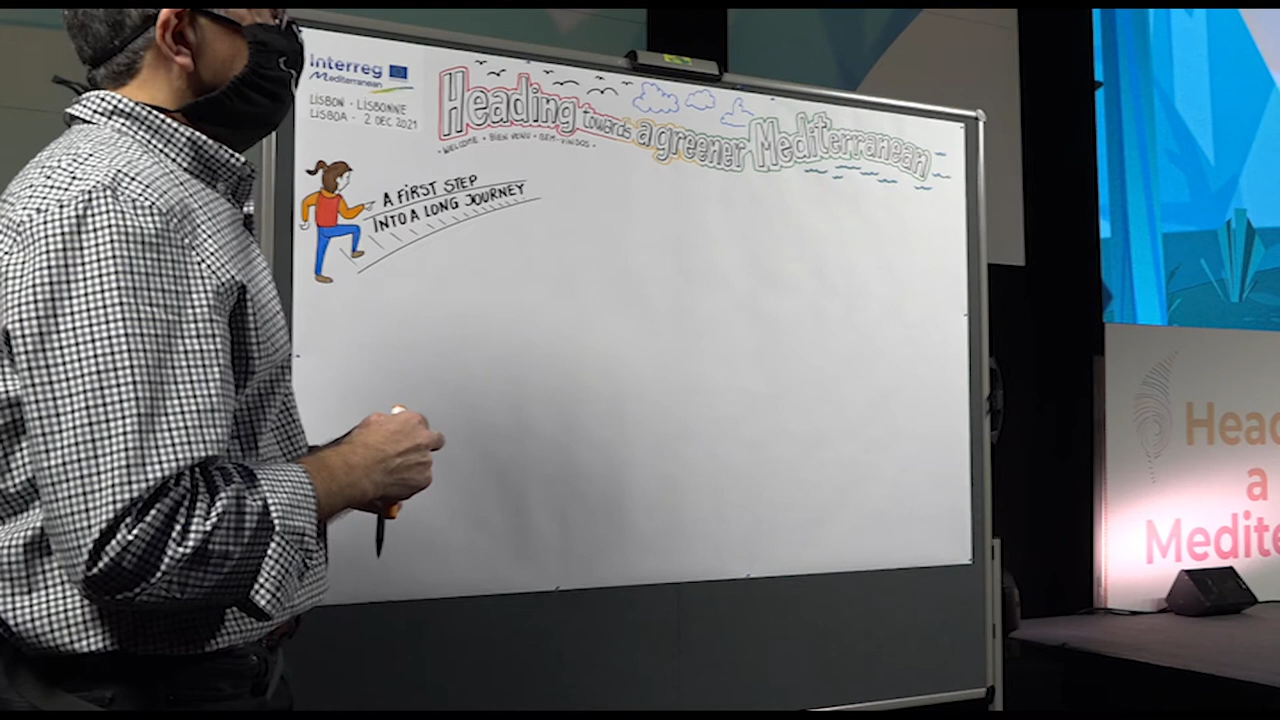 Interreg
Mediterranean
LISBON · LISBONNE
LISBOA · 2 DEC 2021
Heading towards a greener Mediterranean
· WELCOME · BIEN VENU · BEM-VINDOS ·
A FIRST STEP
INTO A LONG JOURNEY
Head
a
Medite